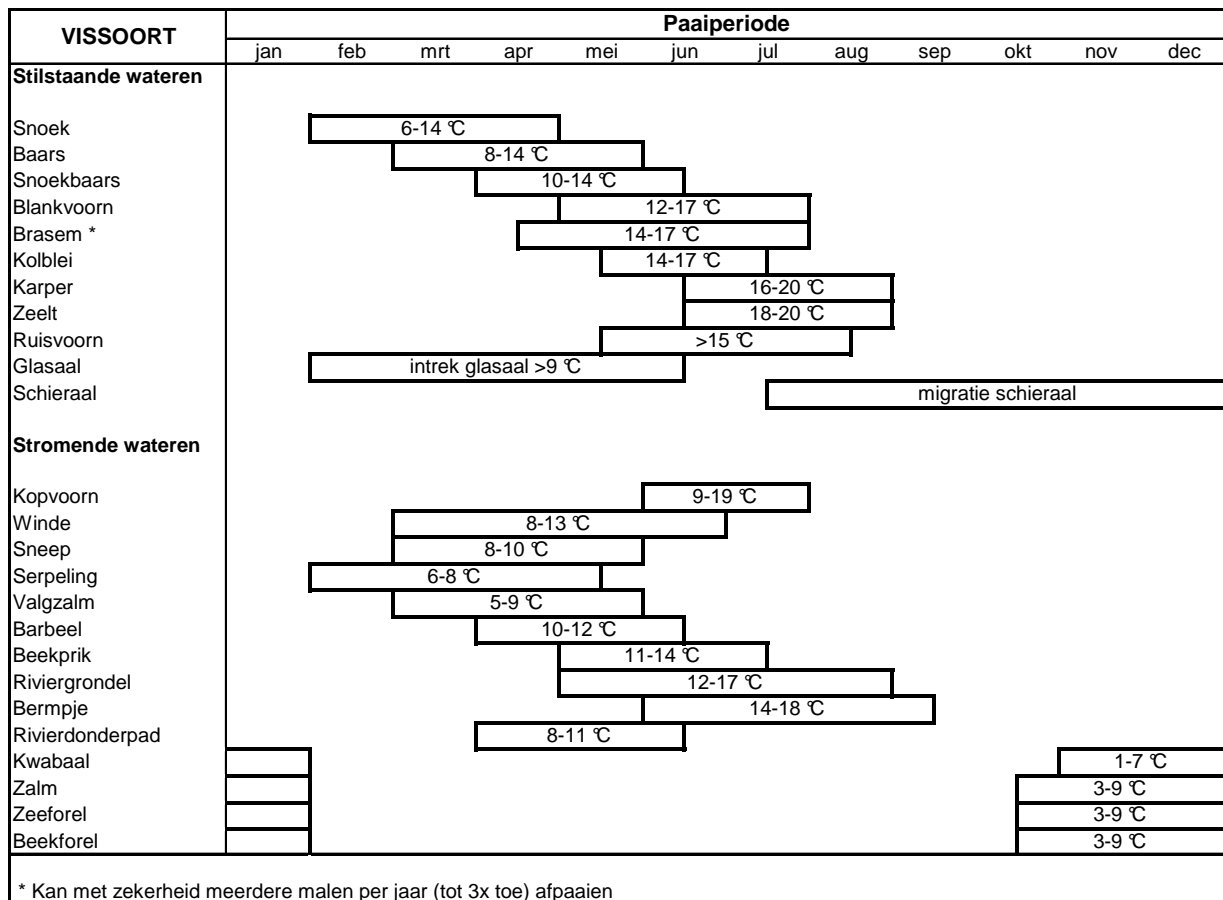 VISSOORT Paaiperiode
jan feb mrt apr mei jun jul aug sep okt nov dec
Stilstaande wateren
Snoek 6-14 °C
Baars 8-14 °C
Snoekbaars 10-14 °C
Blankvoorn 12-17 °C
Brasem * 14-17 °C
Kolblei 14-17 °C
Karper 16-20 °C
Zeelt 18-20 °C
Ruisvoorn >15 °C
Glasaal intrek glasaal >9 °C
Schieraal migratie schieraal
Stromende wateren
Kopvoorn 9-19 °C
Winde 8-13 °C
Sneep 8-10 °C
Serpeling 6-8 °C
Valgzalm 5-9 °C
Barbeel 10-12 °C
Beekprik 11-14 °C
Riviergrondel 12-17 °C
Bermpje 14-18 °C
Rivierdonderpad 8-11 °C
Kwabaal 1-7 °C
Zalm 3-9 °C
Zeeforel 3-9 °C
Beekforel 3-9 °C
* Kan met zekerheid meerdere malen per jaar (tot 3x toe) afpaaien